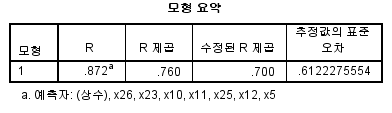 모형 요약
모형 R R 제곱 수정된 R 제곱 추정값의 표준 오차
1 .872a .760 .700 .6122275554
a. 예측자: (상수), x26, x23, x10, x11, x25, x12, x5